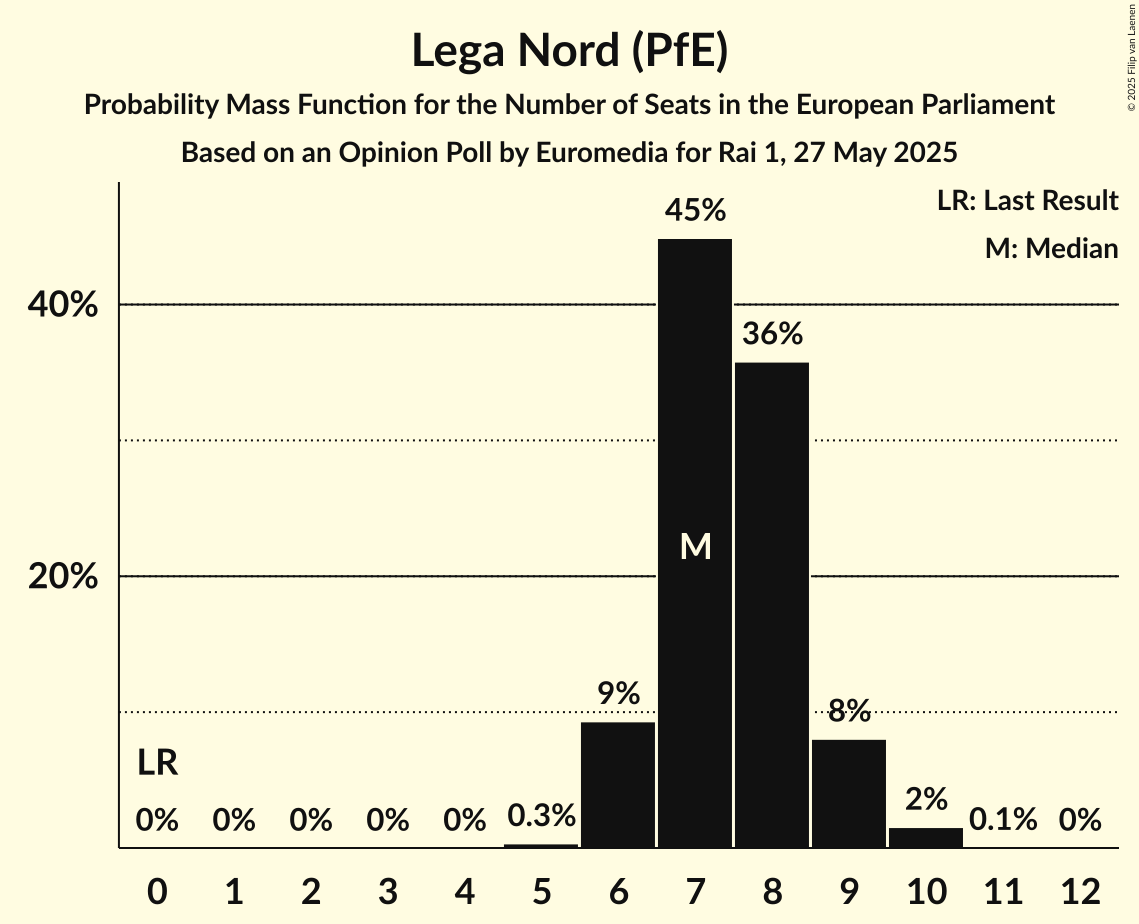 Lega Nord (PfE)
Probability Mass Function for the Number of Seats in the European Parliament
Based on an Opinion Poll by Euromedia for Rai 1, 27 May 2025
© 2025 Filip van Laenen
LR: Last Result
M: Median
45%
40%
36%
M
20%
9%
8%
LR
0% 0% 0% 0% 0% 0.3% 2% 0.1% 0%
0 1 2 3 4 5 6 7 8 9 10 11 12